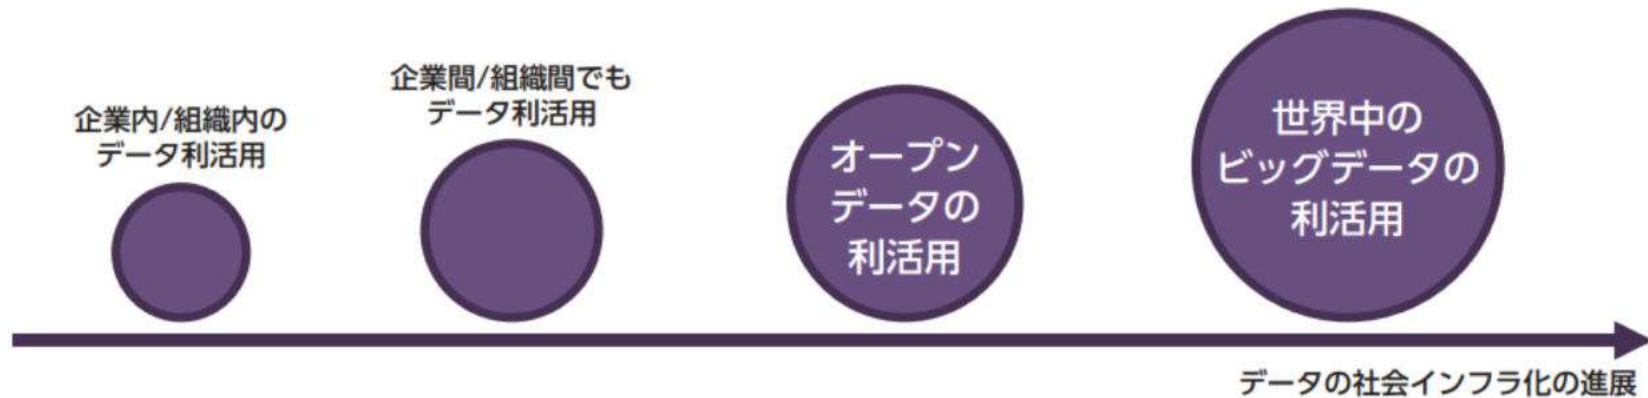 企業内/組織内の
データ利活用
企業間/組織間でも
データ利活用
オープン
データの
利活用
世界中の
ビッグデータの
利活用
データの社会インフラ化の進展